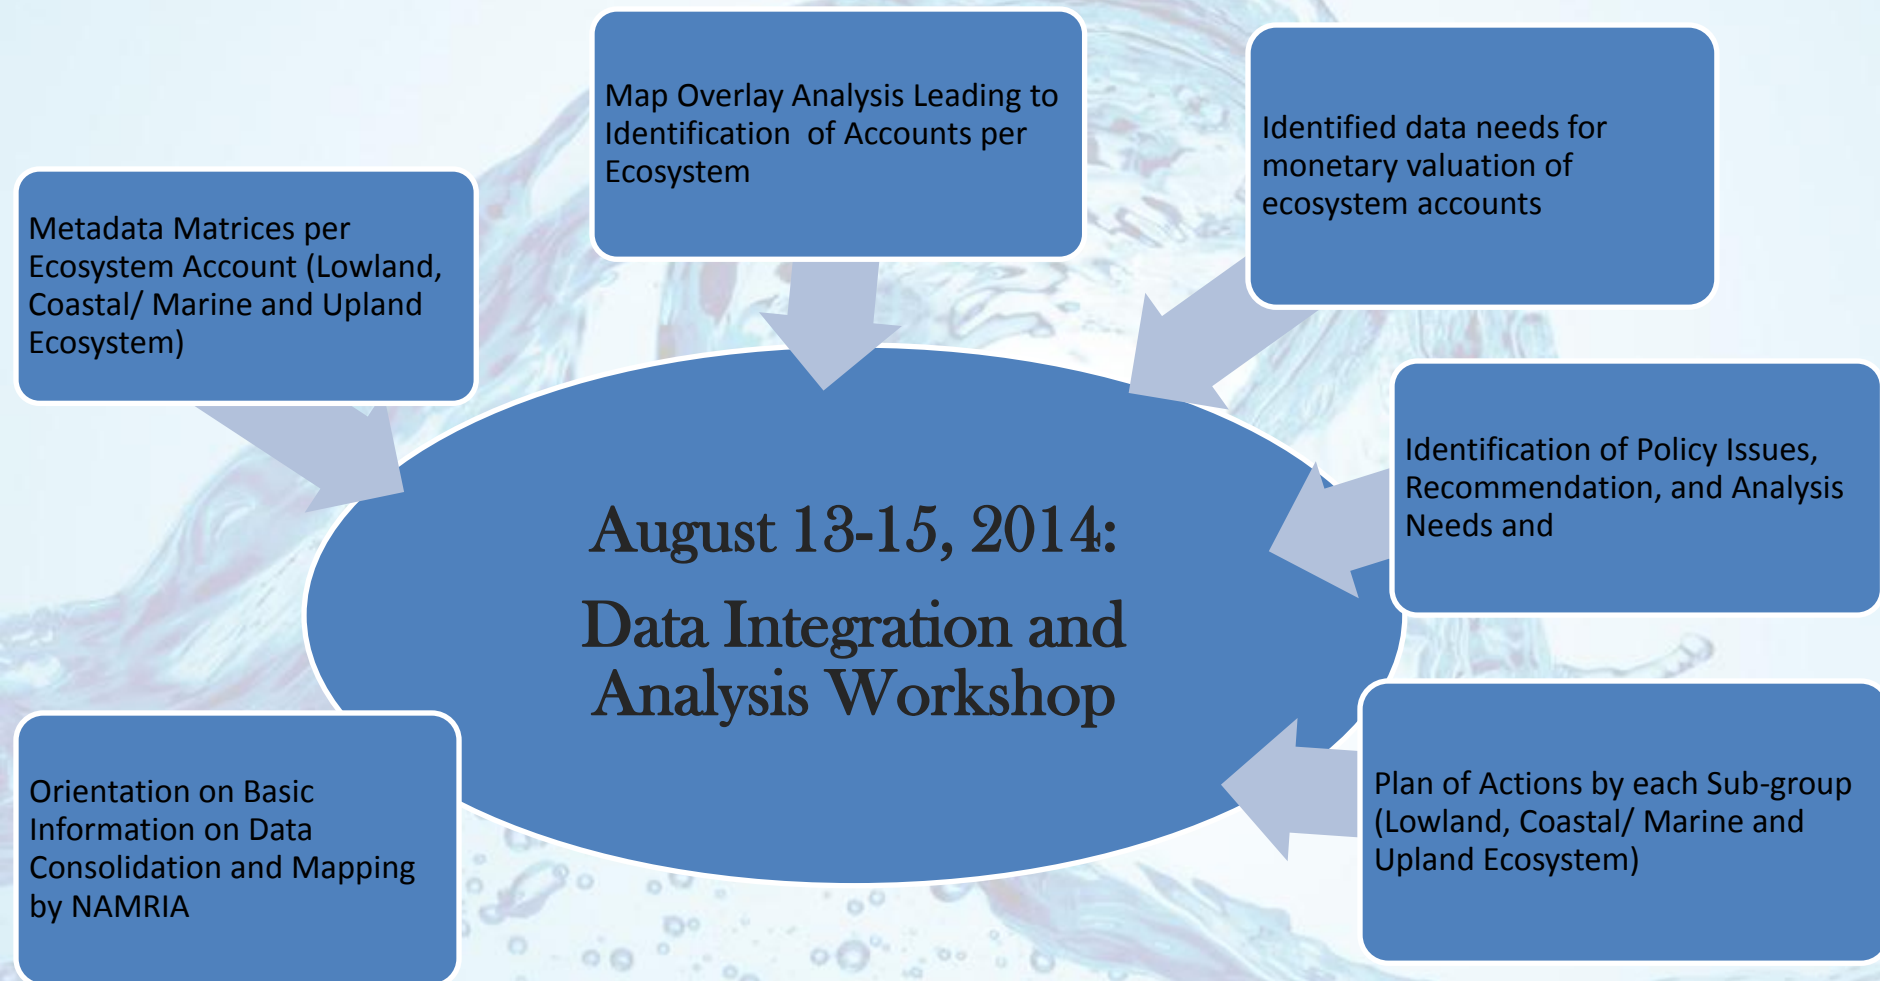 Map Overlay Analysis Leading to
Identification of Accounts per
Ecosystem
Identified data needs for
monetary valuation of
ecosystem accounts
Metadata Matrices per
Ecosystem Account (Lowland,
Coastal/ Marine and Upland
Ecosystem)
Identification of Policy Issues,
Recommendation, and Analysis
Needs and
August 13-15, 2014:
Data Integration and
Analysis Workshop
Orientation on Basic
Information on Data
Consolidation and Mapping
by NAMRIA
Plan of Actions by each Sub-group
(Lowland, Coastal/ Marine and
Upland Ecosystem)